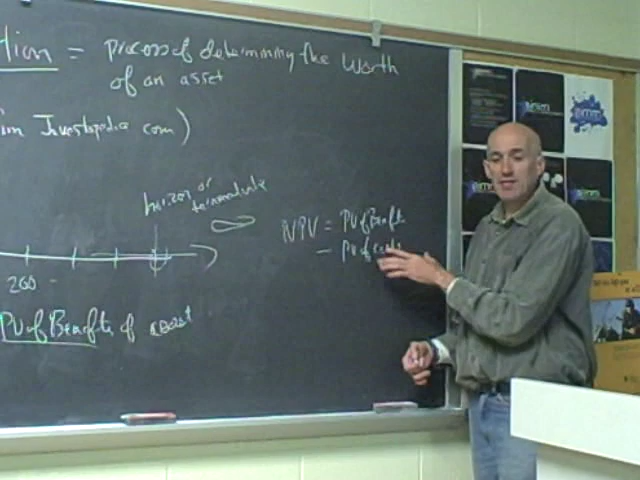 tion = process of determining the worth
of an asset
Investopedia com)
horizon or
terminal value
∞
NPV = PV of Benefits
- PV of costs
200
PV of Benefits of asset